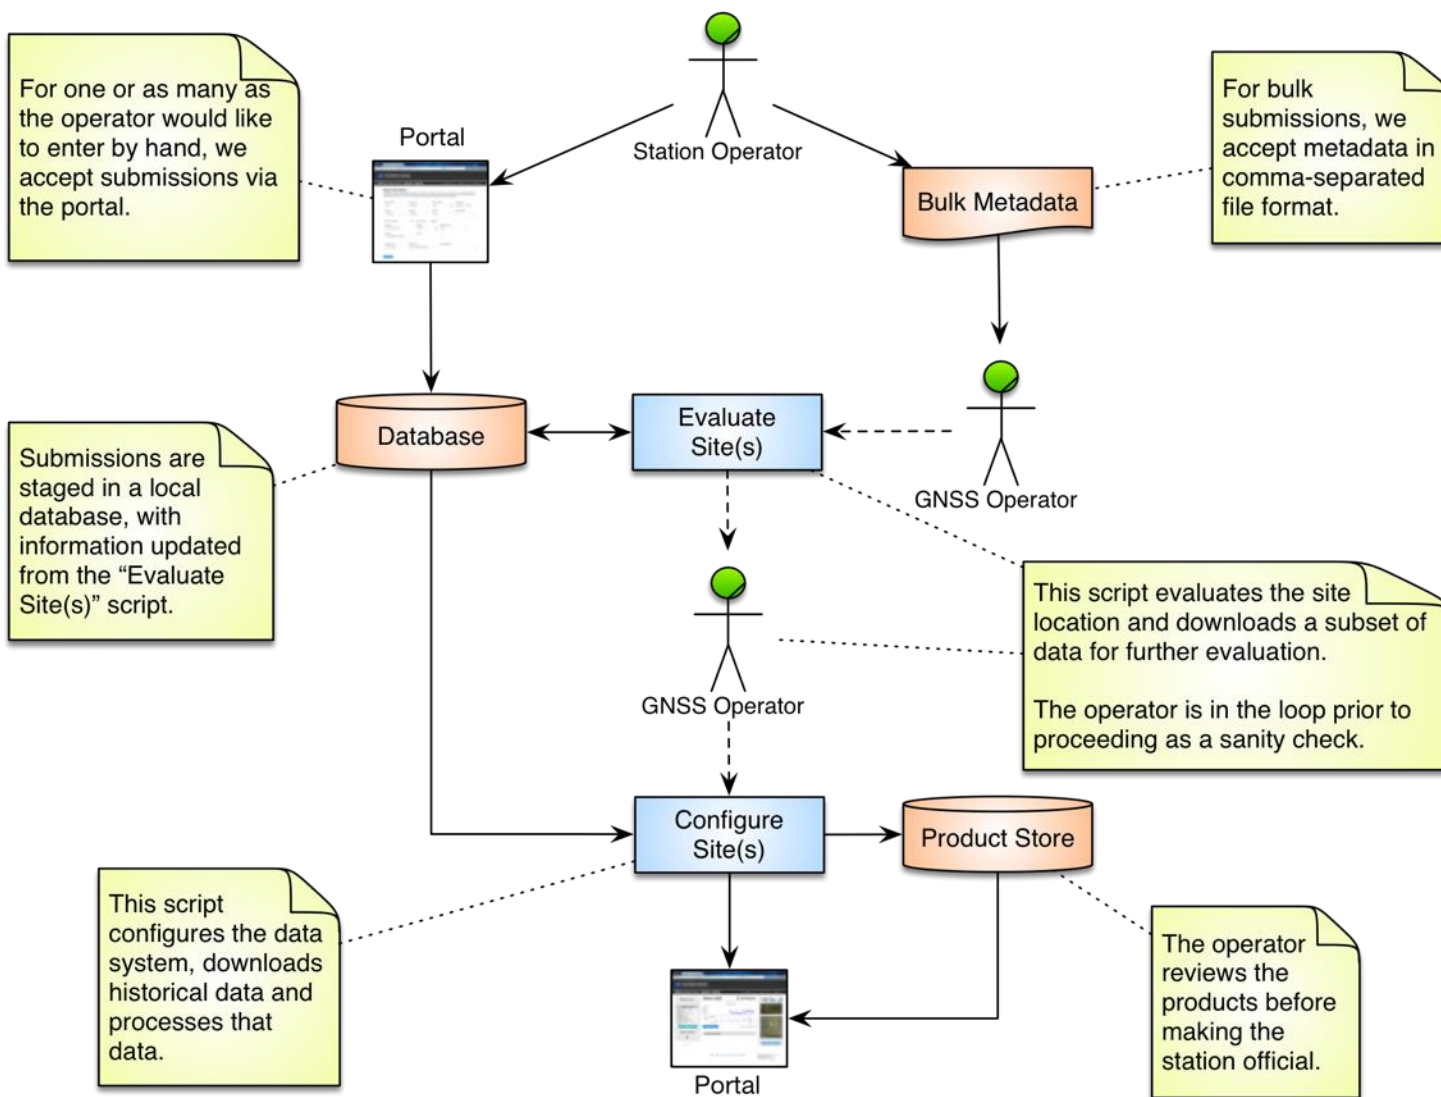 For one or as many as
the operator would like
to enter by hand, we
accept submissions via
the portal.
Portal
Station Operator
Bulk Metadata
For bulk
submissions, we
accept metadata in
comma-separated
file format.
Database
Evaluate
Site(s)
GNSS Operator
Submissions are
staged in a local
database, with
information updated
from the “Evaluate
Site(s)” script.
GNSS Operator
This script evaluates the site
location and downloads a subset of
data for further evaluation.
The operator is in the loop prior to
proceeding as a sanity check.
Configure
Site(s)
Product Store
This script
configures the data
system, downloads
historical data and
processes that
data.
Portal
The operator
reviews the
products before
making the
station official.